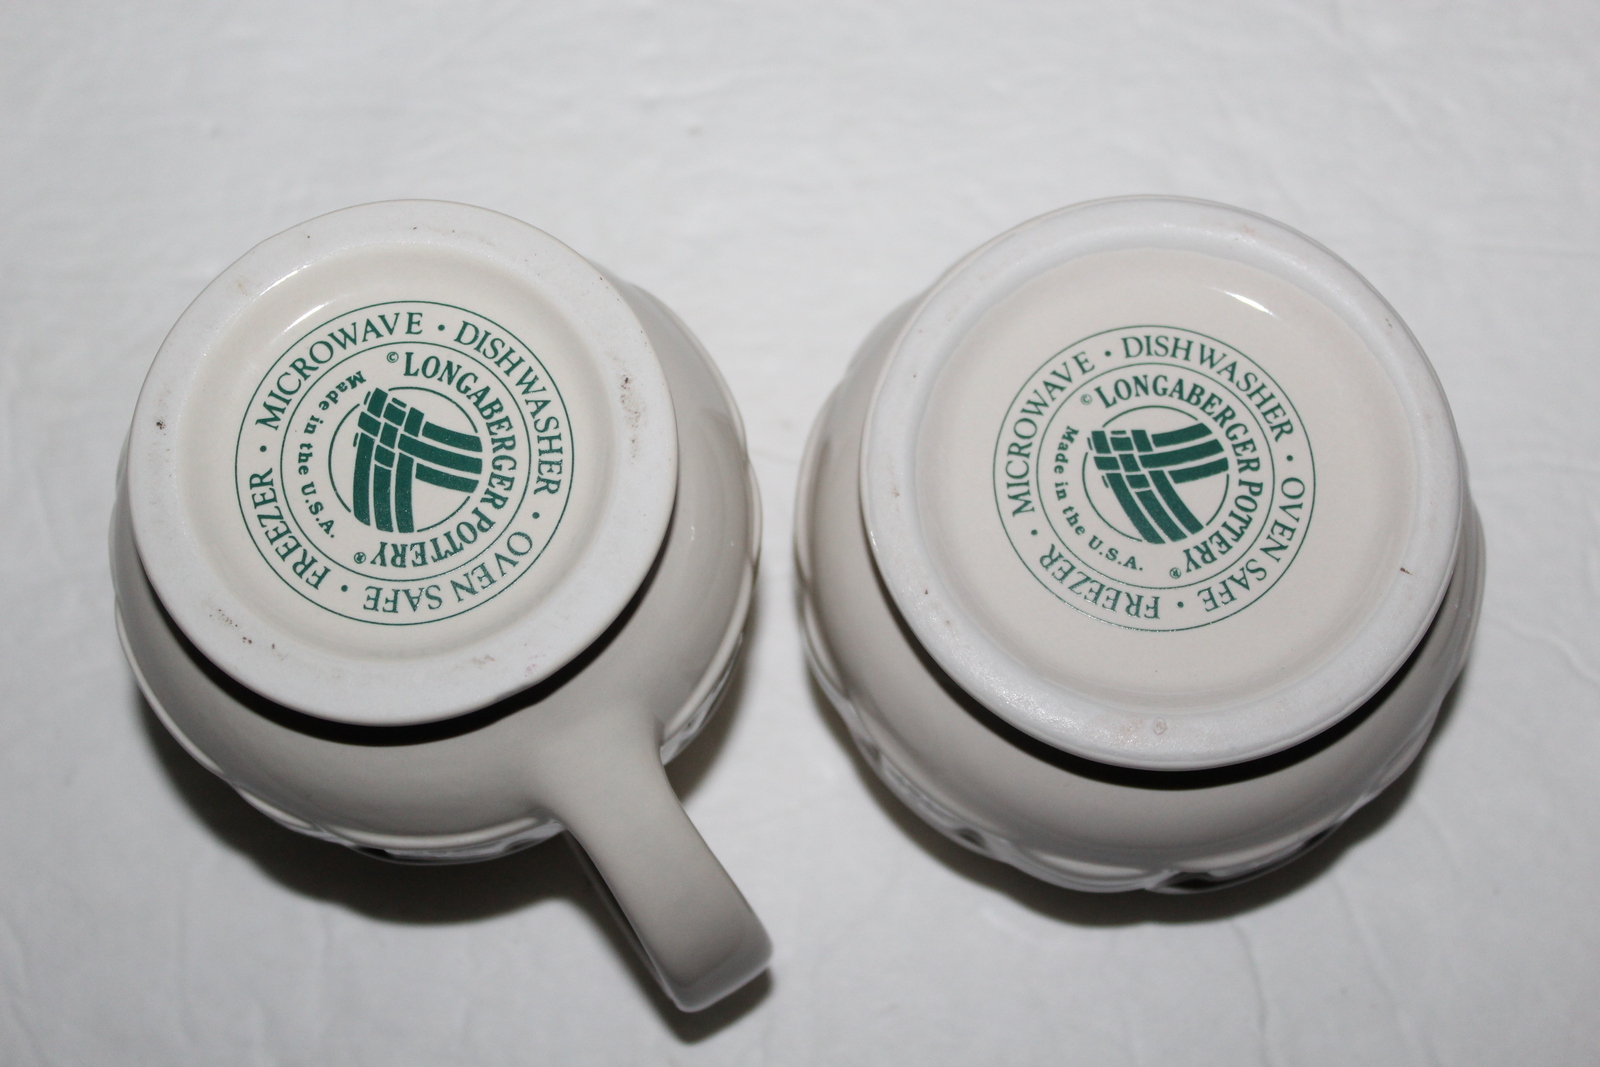 MICROWAVE · DISHWASHER · OVEN SAFE · FREEZER ·
© LONGABERGER POTTERY ®
Made in the U.S.A.
MICROWAVE · DISHWASHER · OVEN SAFE · FREEZER ·
© LONGABERGER POTTERY ®
Made in the U.S.A.